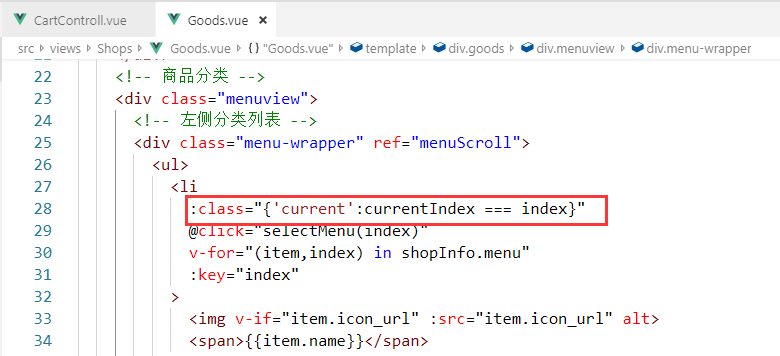 CartControll.vue Goods.vue ×
src > views > Shops > Goods.vue > {} "Goods.vue" > template > div.goods > div.menuview > div.menu-wrapper
22 <!-- 商品分类 -->
23 <div class="menuview">
24 <!-- 左侧分类列表 -->
25 <div class="menu-wrapper" ref="menuScroll">
26 <ul>
27 <li
28 :class="{'current':currentIndex === index}"
29 @click="selectMenu(index)"
30 v-for="(item,index) in shopInfo.menu"
31 :key="index"
32 >
33 <img v-if="item.icon_url" :src="item.icon_url" alt>
34 <span>{{item.name}}</span>